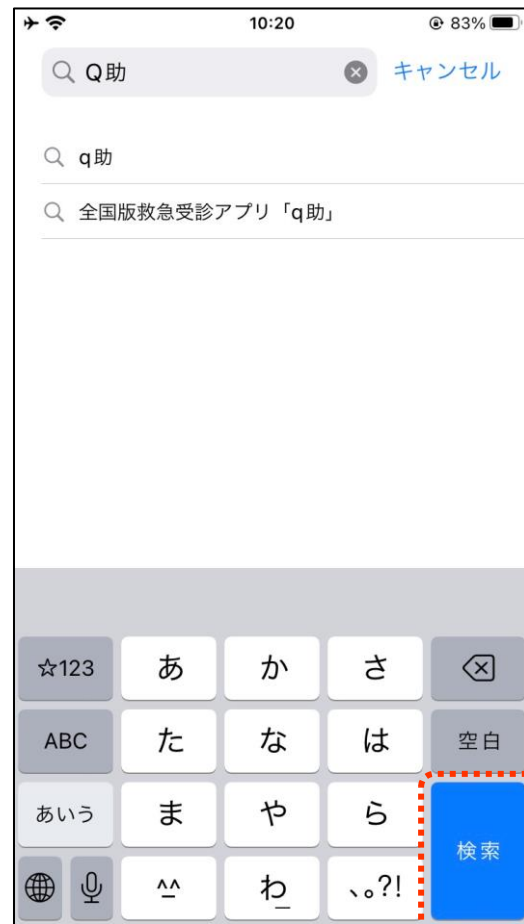 10:20
83%
Q助
キャンセル
q助
全国版救急受診アプリ「q助」
☆123
あ
か
さ
ABC
た
な
は
空白
あいう
ま
や
ら
検索
^^
わ
、。?!